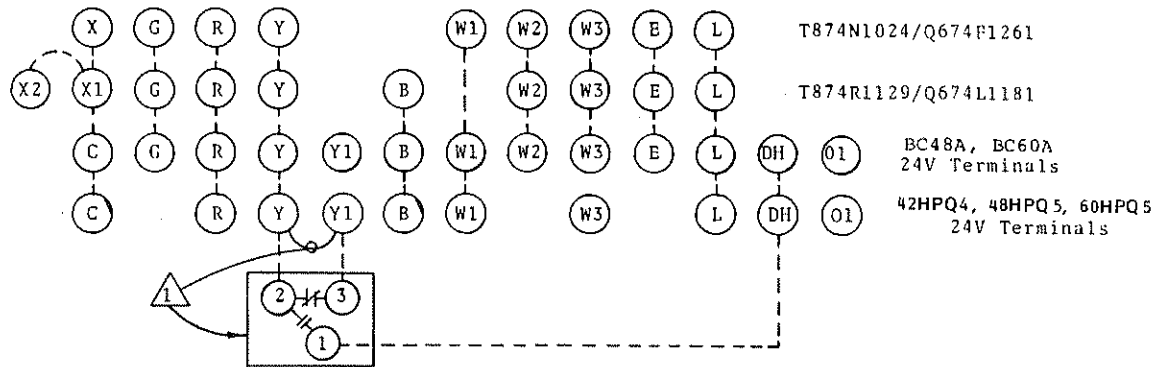 X G R Y W1 W2 W3 E L T874N1024/Q674F1261
X2 X1 G R Y B W2 W3 E L T874R1129/Q674L1181
C G R Y Y1 B W1 W2 W3 E L DH O1 BC48A, BC60A
24V Terminals
C R Y Y1 B W1 W3 L DH O1 42HPQ4, 48HPQ5, 60HPQ5
24V Terminals
1 2 3
1